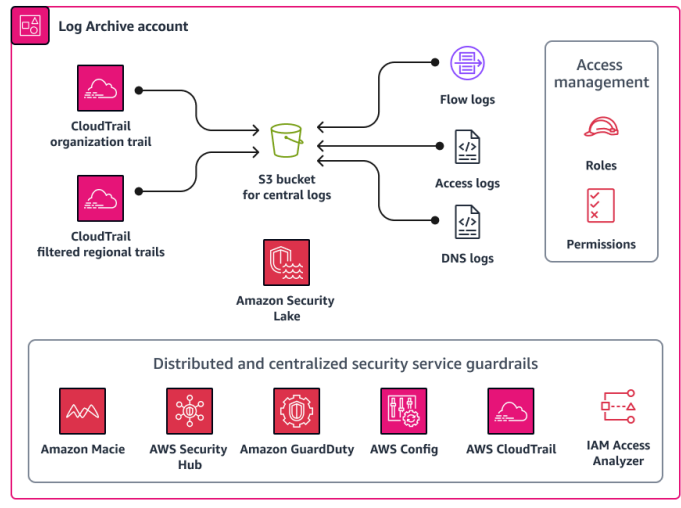 Log Archive account
CloudTrail
organization trail
CloudTrail
filtered regional trails
S3 bucket
for central logs
Flow logs
Access logs
DNS logs
Amazon Security
Lake
Access
management
Roles
Permissions
Distributed and centralized security service guardrails
Amazon Macie
AWS Security
Hub
Amazon GuardDuty
AWS Config
AWS CloudTrail
IAM Access
Analyzer